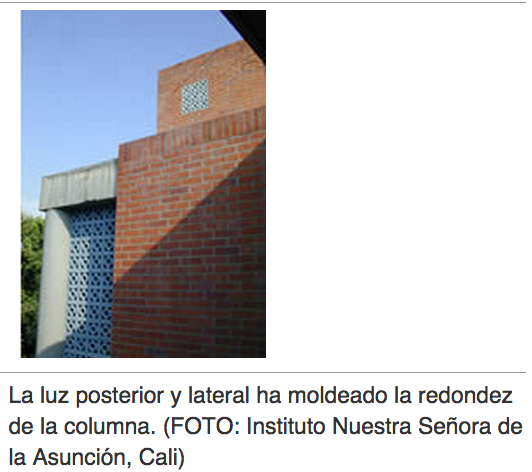 La luz posterior y lateral ha moldeado la redondez
de la columna. (FOTO: Instituto Nuestra Señora de
la Asunción, Cali)